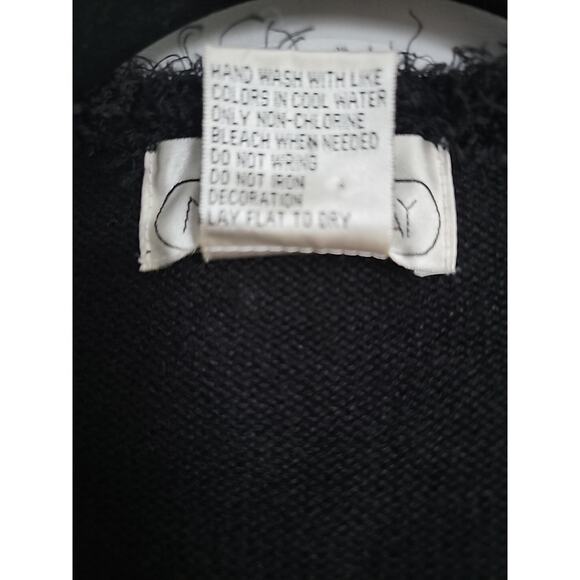 HAND WASH WITH LIKE
COLORS IN COOL WATER
ONLY NON-CHLORINE
BLEACH WHEN NEEDED
DO NOT WRING
DO NOT IRON
DECORATION
LAY FLAT TO DRY